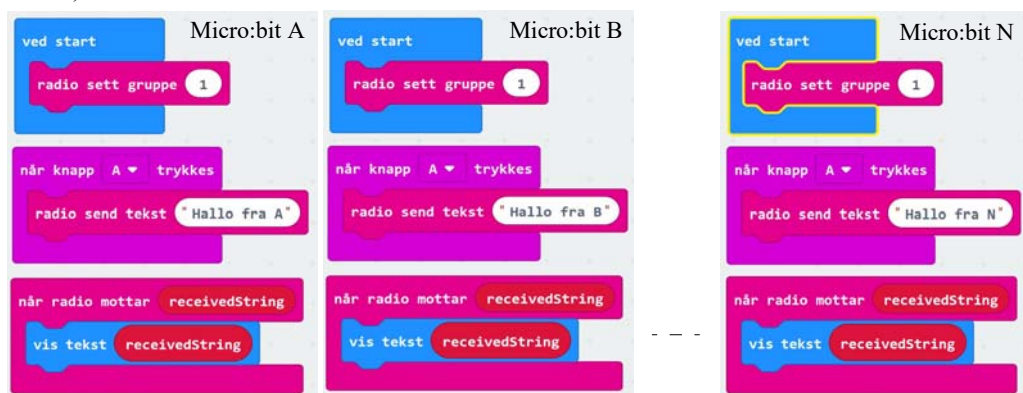 Micro:bit A
ved start
radio sett gruppe 1
når knapp A trykkes
radio send tekst "Hallo fra A"
når radio mottar receivedString
vis tekst receivedString
Micro:bit B
ved start
radio sett gruppe 1
når knapp A trykkes
radio send tekst "Hallo fra B"
når radio mottar receivedString
vis tekst receivedString
- - -
Micro:bit N
ved start
radio sett gruppe 1
når knapp A trykkes
radio send tekst "Hallo fra N"
når radio mottar receivedString
vis tekst receivedString